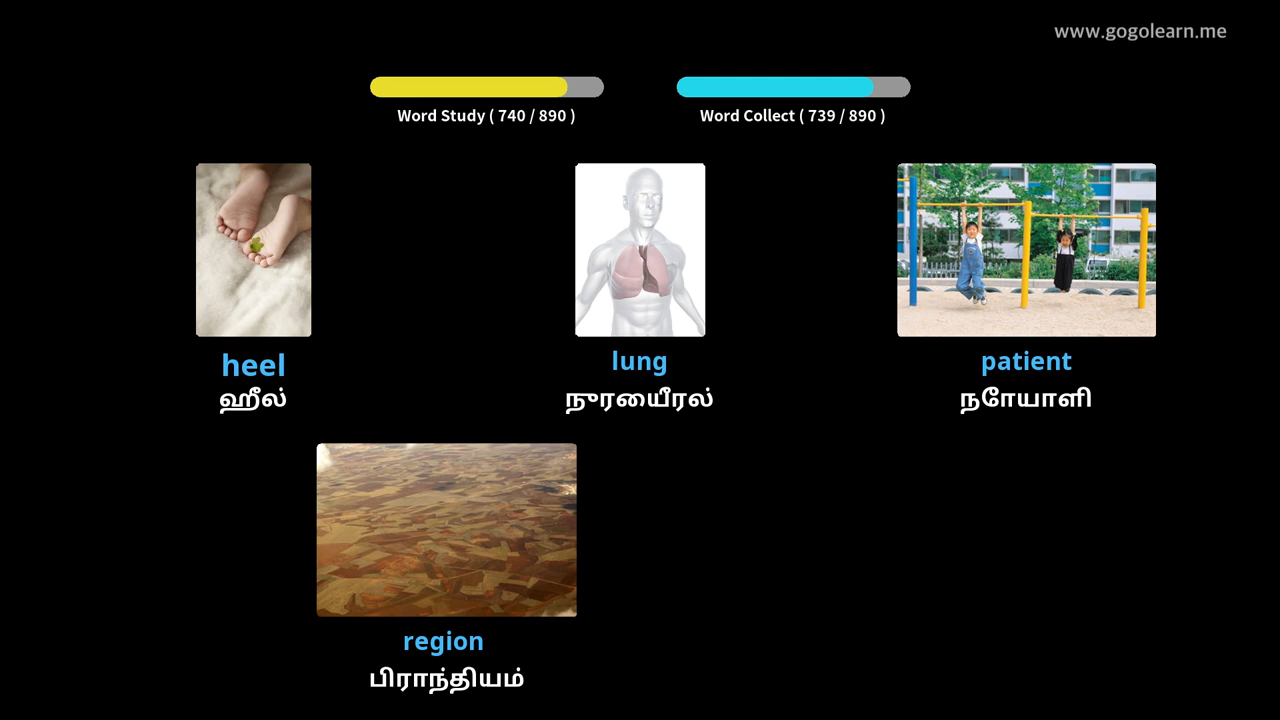 www.gogolearn.me
Word Study ( 740 / 890 )
Word Collect ( 739 / 890 )
heel
ஹீல்
lung
நுரையீரல்
patient
நோயாளி
region
பிராந்தியம்